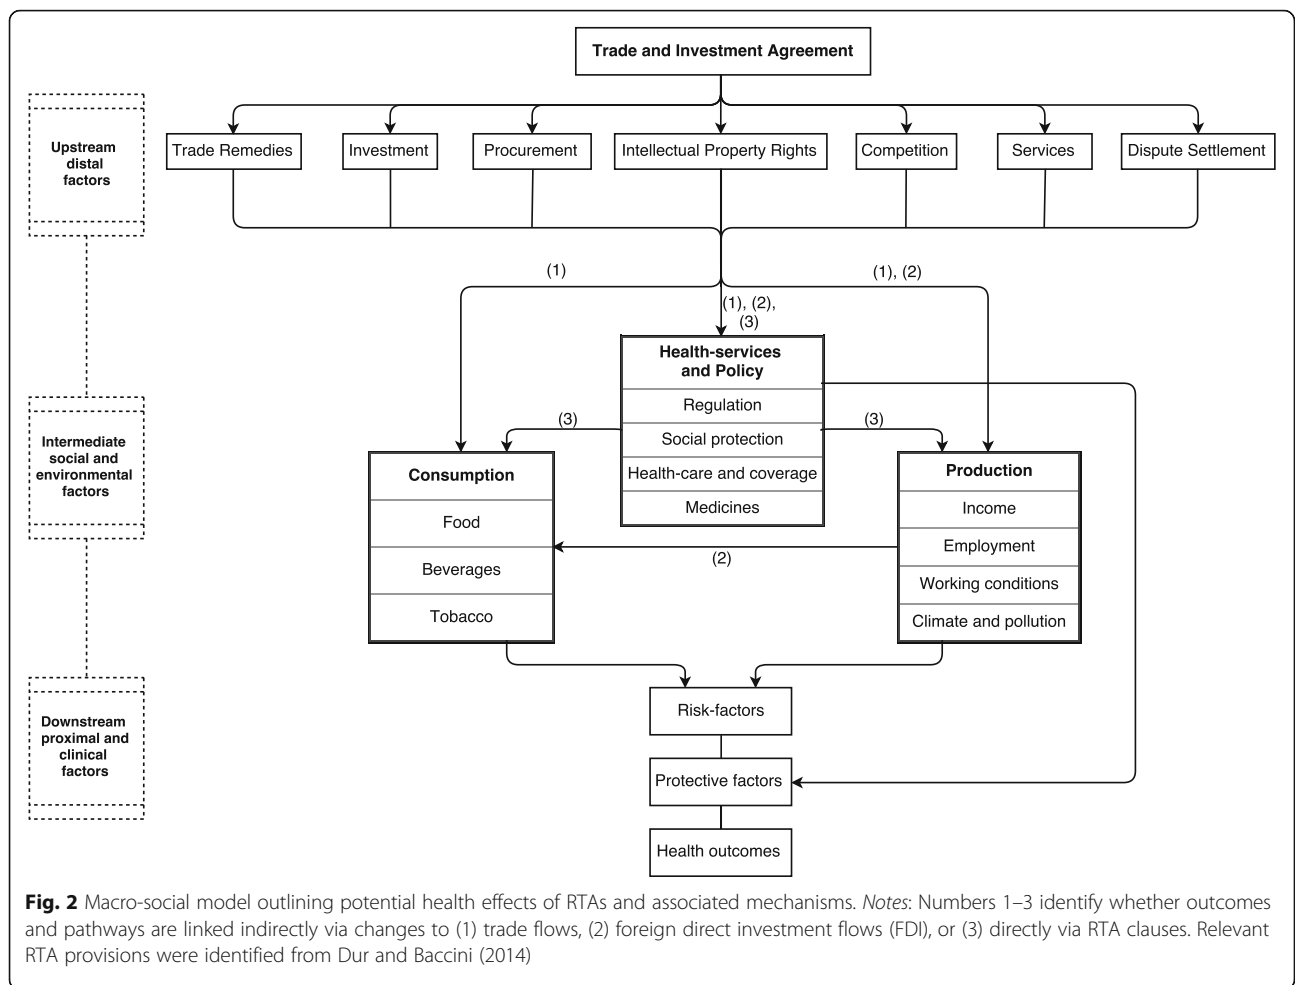 Trade and Investment Agreement
Upstream
distal
factors
Trade Remedies
Investment
Procurement
Intellectual Property Rights
Competition
Services
Dispute Settlement
(1)
(1), (2)
(1), (2),
(3)
Intermediate
social and
environmental
factors
Health-services
and Policy
Regulation
Social protection
Health-care and coverage
Medicines
(3)
(3)
Consumption
Food
Beverages
Tobacco
Production
Income
Employment
Working conditions
Climate and pollution
(2)
Downstream
proximal and
clinical
factors
Risk-factors
Protective factors
Health outcomes
Fig. 2 Macro-social model outlining potential health effects of RTAs and associated mechanisms. Notes: Numbers 1–3 identify whether outcomes
and pathways are linked indirectly via changes to (1) trade flows, (2) foreign direct investment flows (FDI), or (3) directly via RTA clauses. Relevant
RTA provisions were identified from Dur and Baccini (2014)